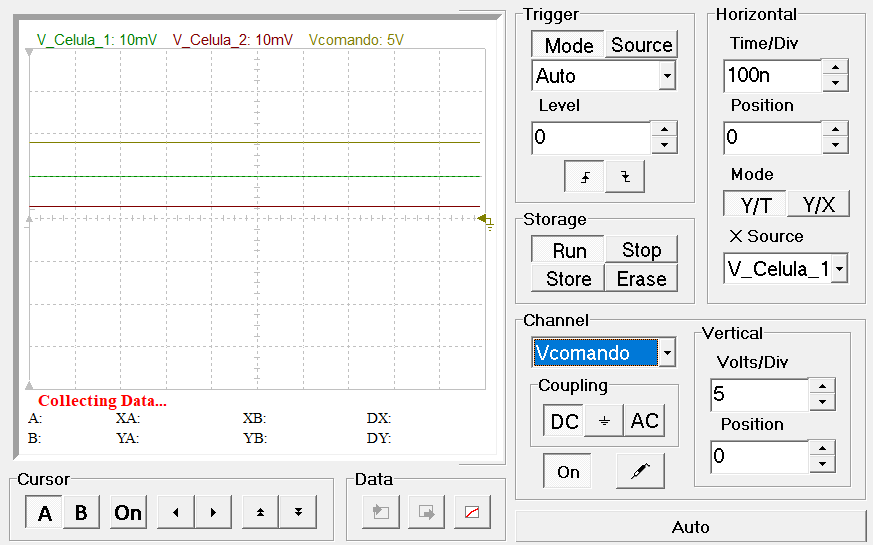 V_Celula_1: 10mV V_Celula_2: 10mV Vcomando: 5V
Collecting Data...
A: XA: XB: DX:
B: YA: YB: DY:
Cursor
A B On
Data
Trigger
Mode Source
Auto
Level
0
Storage
Run Stop
Store Erase
Horizontal
Time/Div
100n
Position
0
Mode
Y/T Y/X
X Source
V_Celula_1
Channel
Vcomando
Coupling
DC AC
On
Vertical
Volts/Div
5
Position
0
Auto